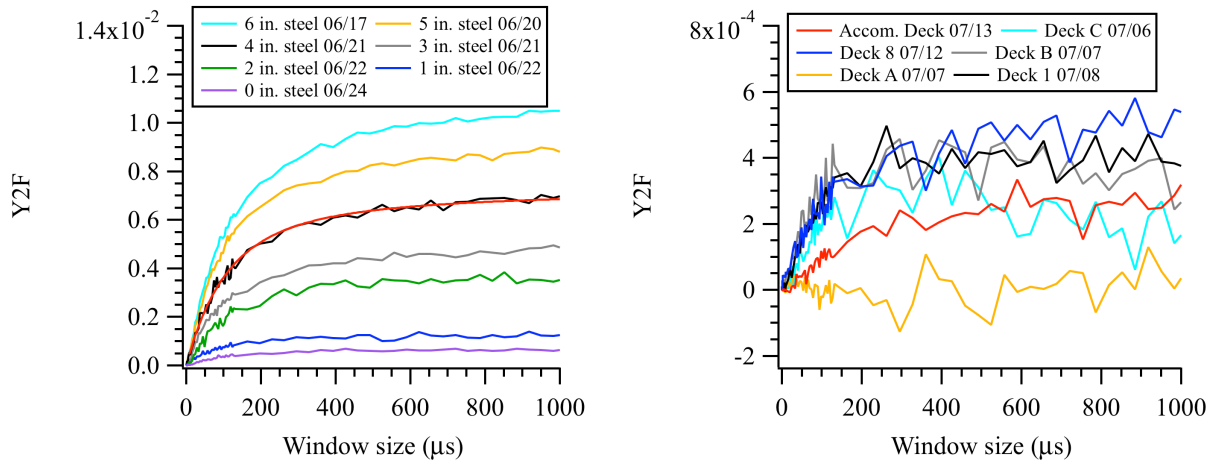 1.4x10⁻²
1.2
1.0
0.8
0.6
0.4
0.2
0.0
Y2F
6 in. steel 06/17 5 in. steel 06/20
4 in. steel 06/21 3 in. steel 06/21
2 in. steel 06/22 1 in. steel 06/22
0 in. steel 06/24
0 200 400 600 800 1000
Window size (μs)
8x10⁻⁴
6
4
2
0
-2
Y2F
Accom. Deck 07/13 Deck C 07/06
Deck 8 07/12 Deck B 07/07
Deck A 07/07 Deck 1 07/08
0 200 400 600 800 1000
Window size (μs)